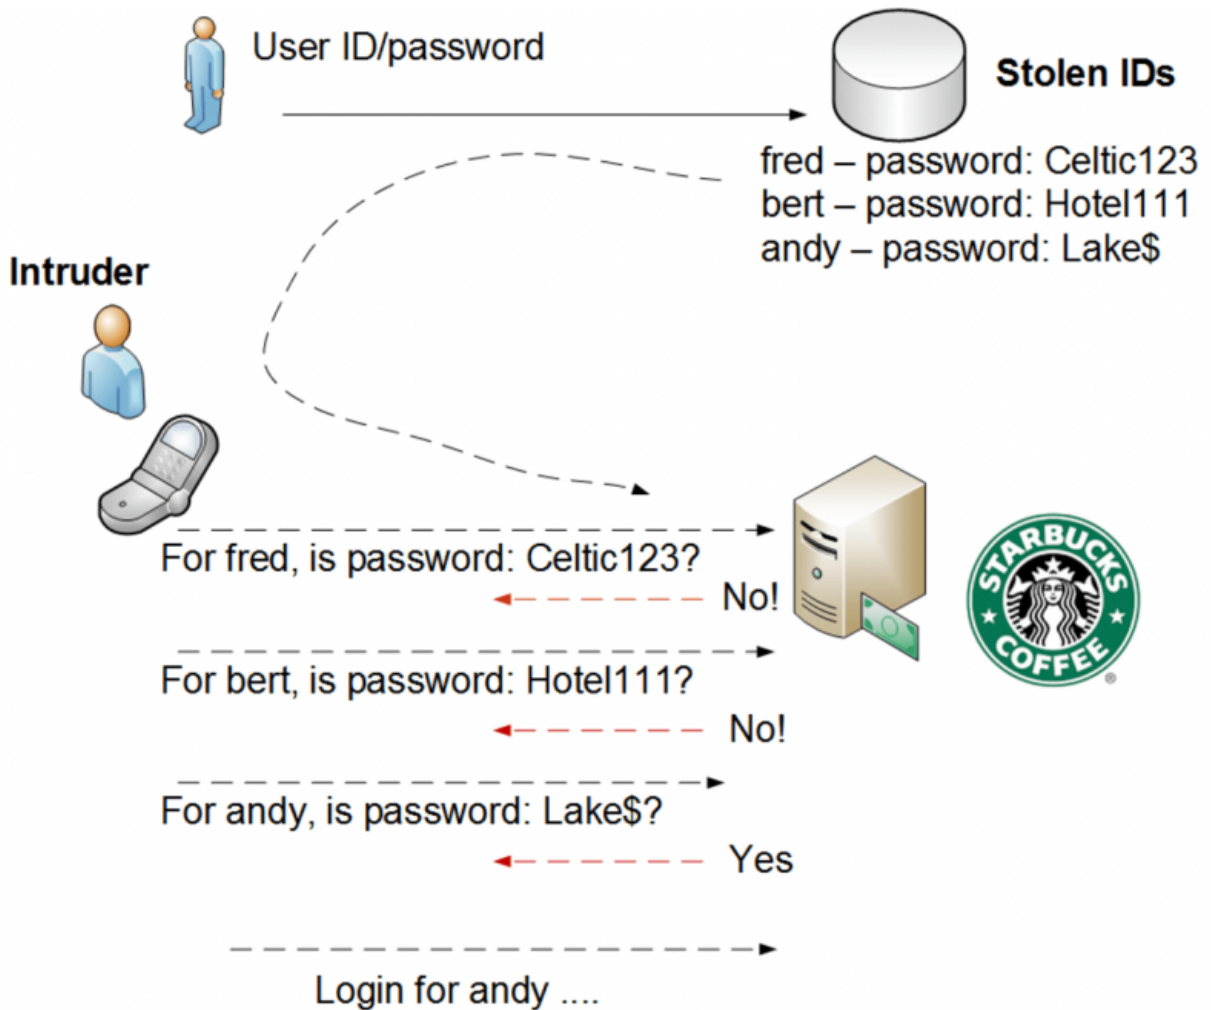 User ID/password
Stolen IDs
fred – password: Celtic123
bert – password: Hotel111
andy – password: Lake$
Intruder
For fred, is password: Celtic123?
No!
STARBUCKS
COFFEE
®
For bert, is password: Hotel111?
No!
For andy, is password: Lake$?
Yes
Login for andy ....